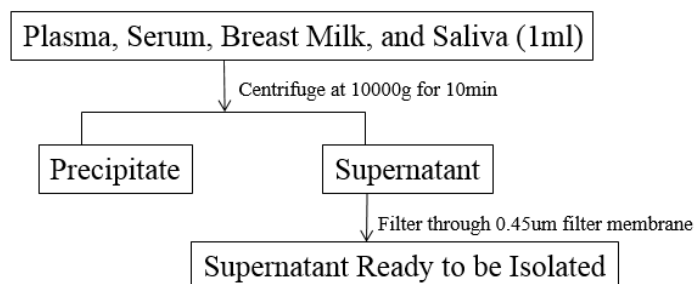 Plasma, Serum, Breast Milk, and Saliva (1ml)
Centrifuge at 10000g for 10min
Precipitate
Supernatant
Filter through 0.45um filter membrane
Supernatant Ready to be Isolated